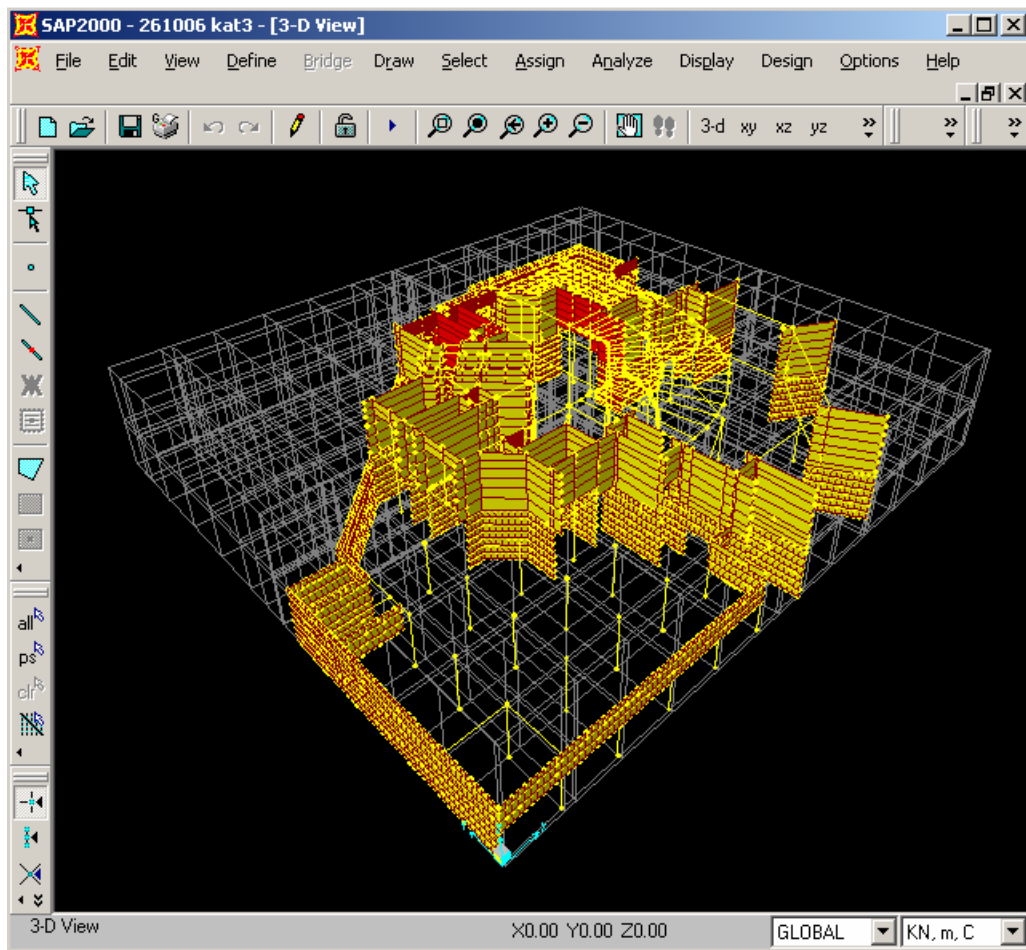 SAP2000 - 261006 kat3 - [3-D View]
File Edit View Define Bridge Draw Select Assign Analyze Display Design Options Help
3-d xy xz yz
all
ps
clr
3-D View X0.00 Y0.00 Z0.00 GLOBAL KN, m, C